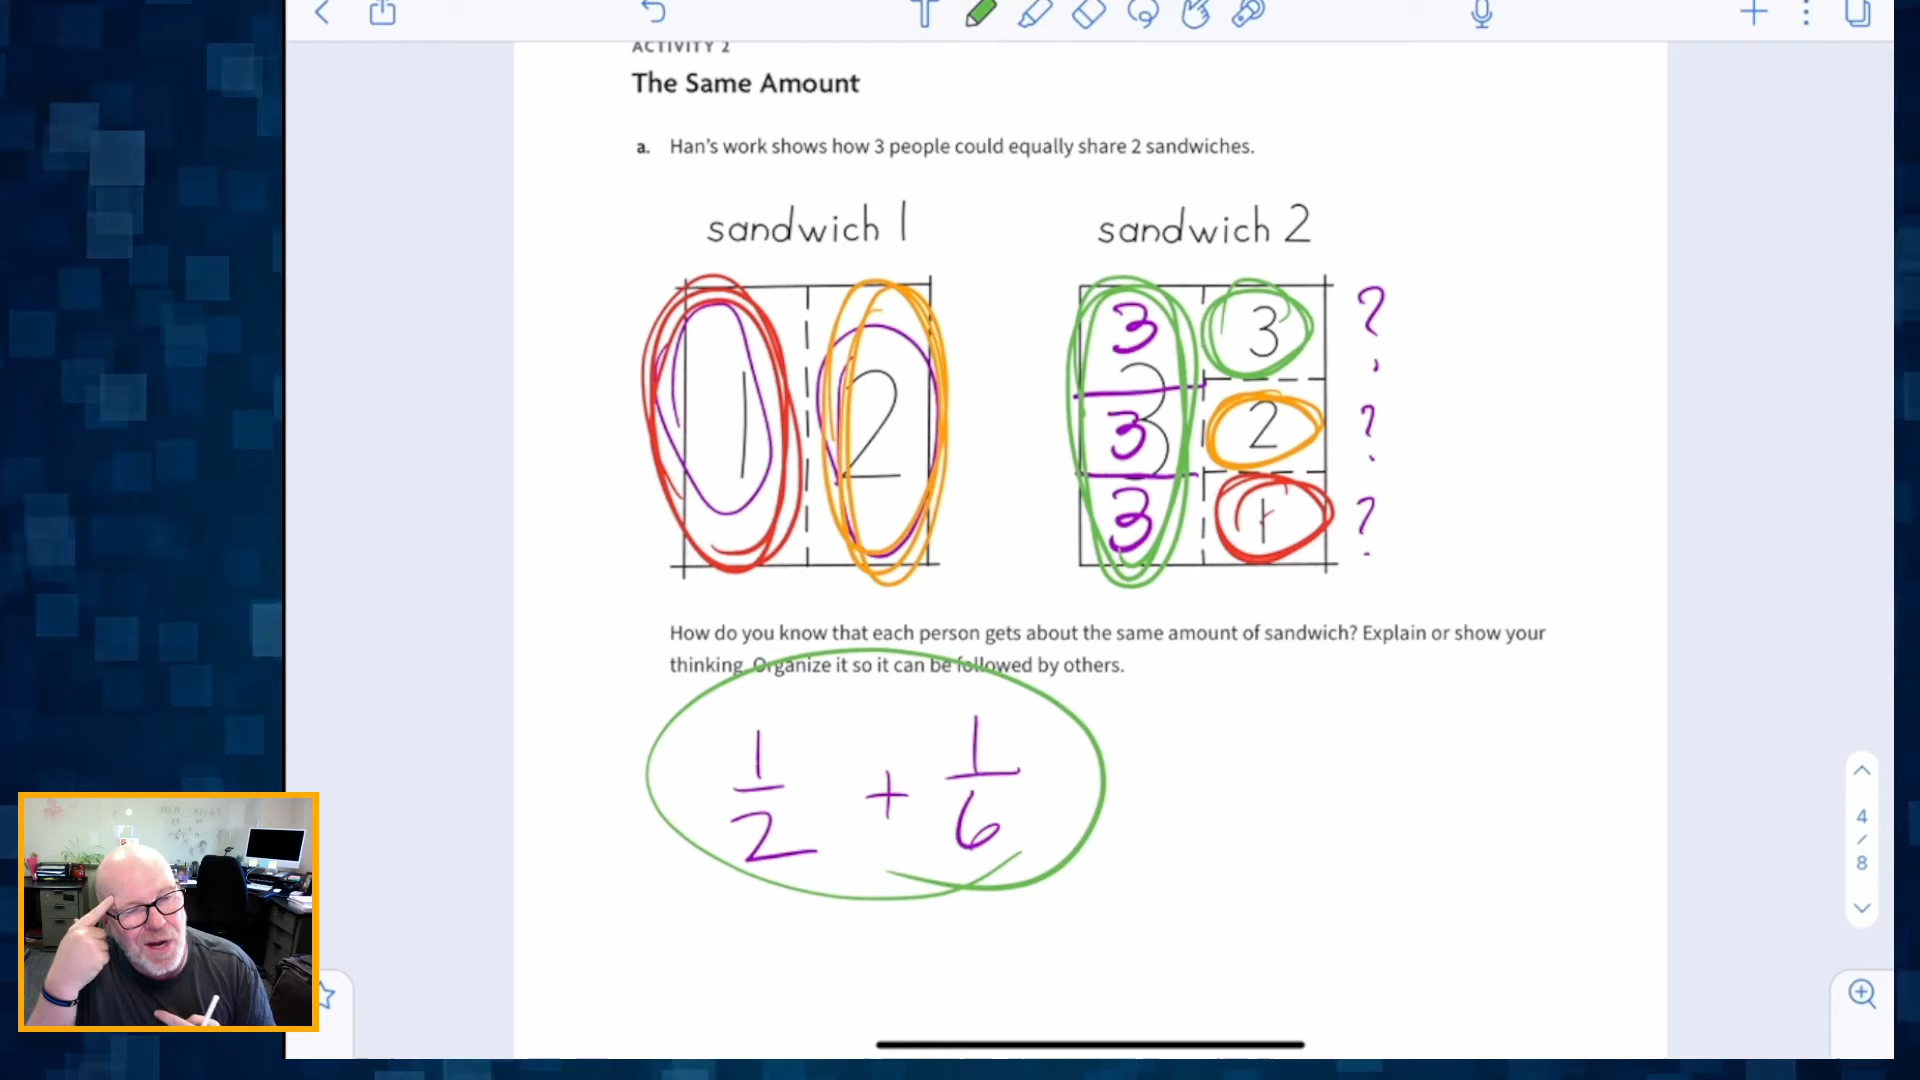 ACTIVITY 2
The Same Amount
a. Han's work shows how 3 people could equally share 2 sandwiches.
sandwich 1
sandwich 2
1
2
3
3
3
3
3
2
1
?
?
?
How do you know that each person gets about the same amount of sandwich? Explain or show your
thinking. Organize it so it can be followed by others.
1/2 + 1/6
4
/
8